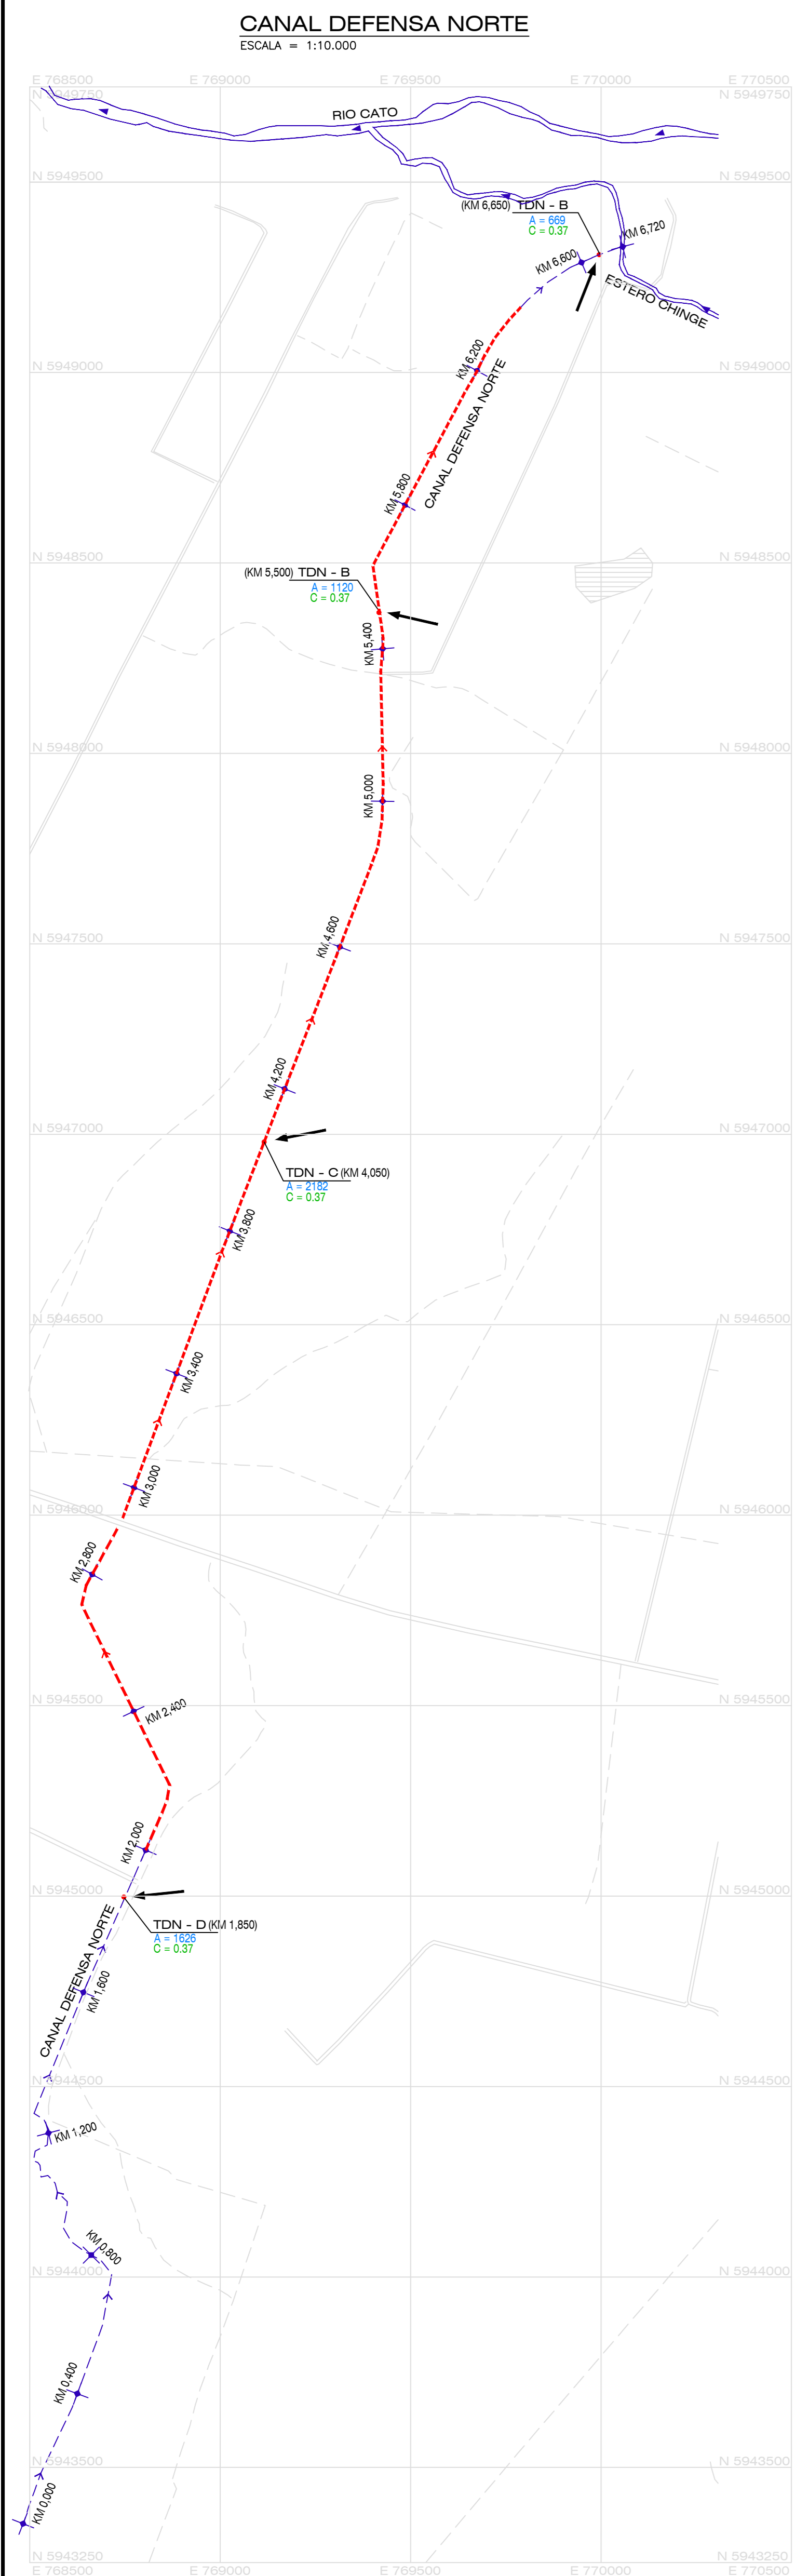 CANAL DEFENSA NORTE
ESCALA = 1:10.000
E 768500
E 769000
E 769500
E 770000
E 770500
N 5949750
N 5949750
RIO CATO
N 5949500
N 5949500
(KM 6,650) TDN - B
A = 669
C = 0.37
KM 6,720
KM 6,600
ESTERO CHINGE
KM 6,200
N 5949000
N 5949000
CANAL DEFENSA NORTE
KM 5,800
N 5948500
N 5948500
(KM 5,500) TDN - B
A = 1120
C = 0.37
KM 5,400
N 5948000
N 5948000
KM 5,000
N 5947500
N 5947500
KM 4,600
KM 4,200
N 5947000
N 5947000
TDN - C (KM 4,050)
A = 2182
C = 0.37
KM 3,800
N 5946500
N 5946500
KM 3,400
KM 3,000
N 5946000
N 5946000
KM 2,800
N 5945500
N 5945500
KM 2,400
KM 2,000
N 5945000
N 5945000
TDN - D (KM 1,850)
A = 1626
C = 0.37
CANAL DEFENSA NORTE
KM 1,600
N 5944500
N 5944500
KM 1,200
KM 0,800
N 5944000
N 5944000
KM 0,400
N 5943500
N 5943500
KM 0,000
N 5943250
N 5943250
E 768500
E 769000
E 769500
E 770000
E 770500